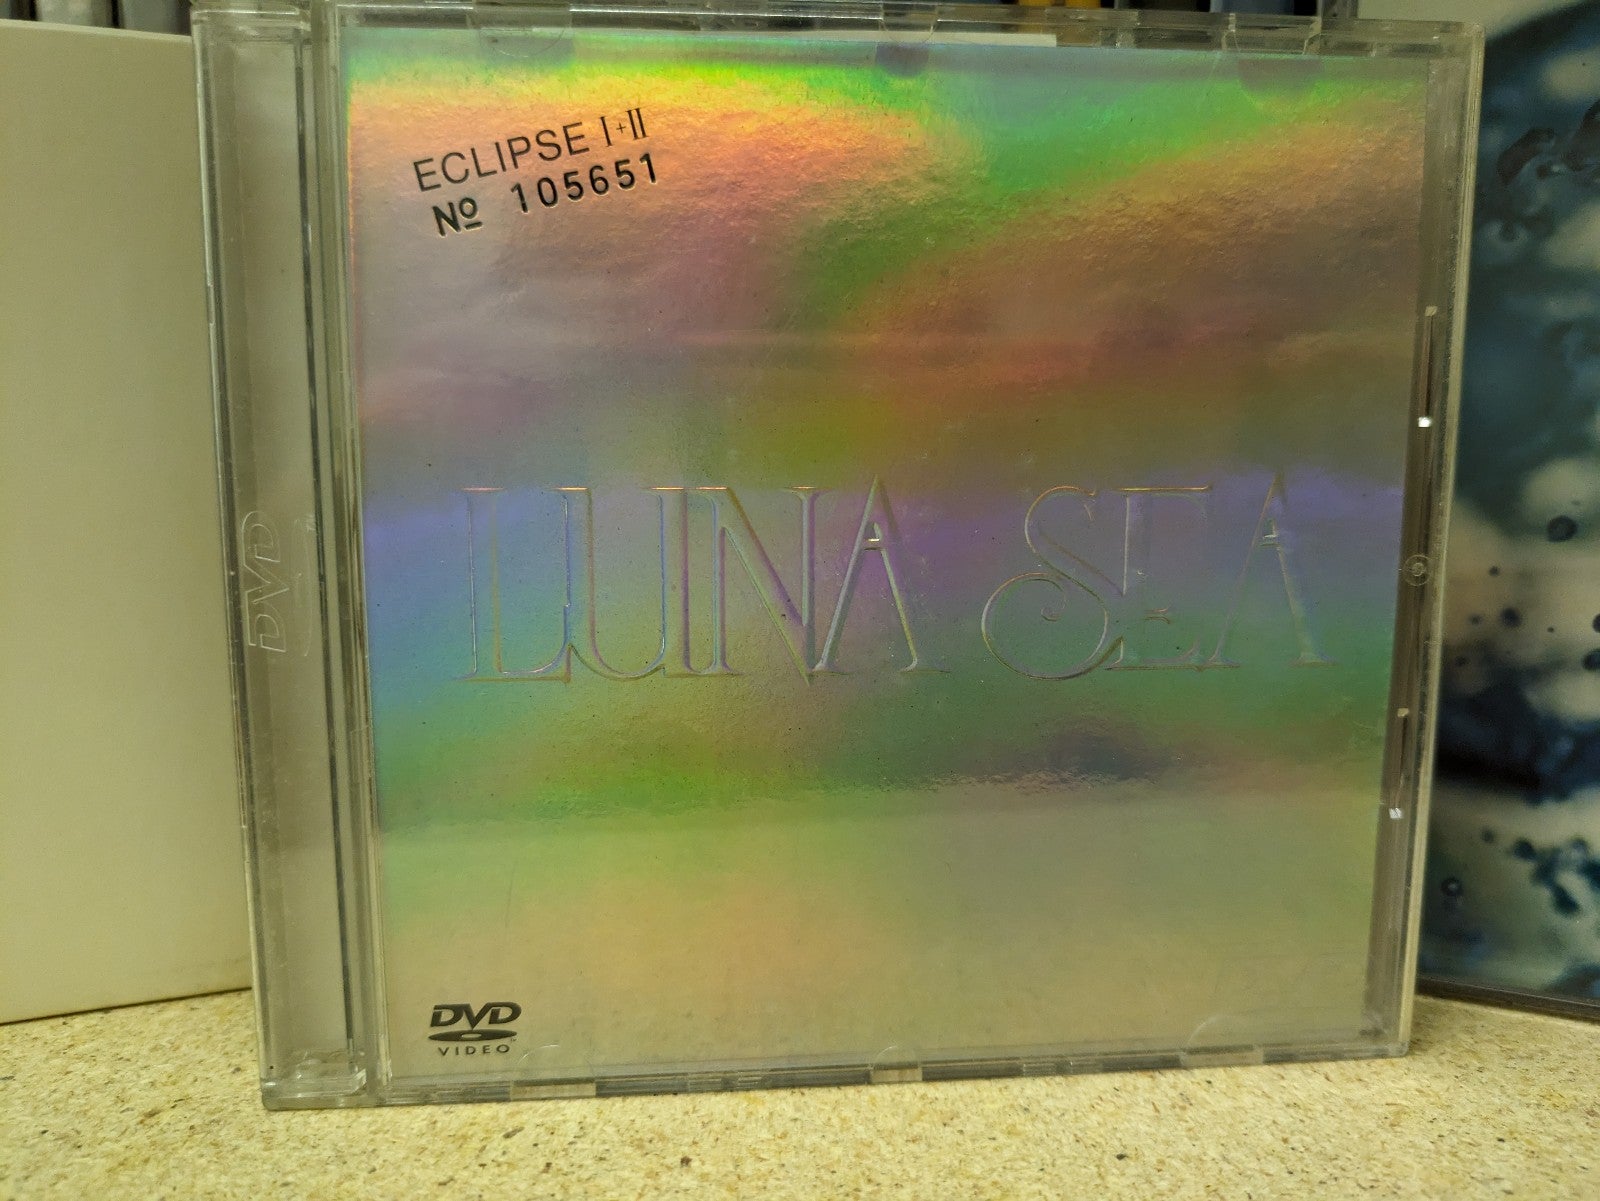 ECLIPSE I+II
№ 105651
LUNA SEA
DVD
DVD
VIDEO